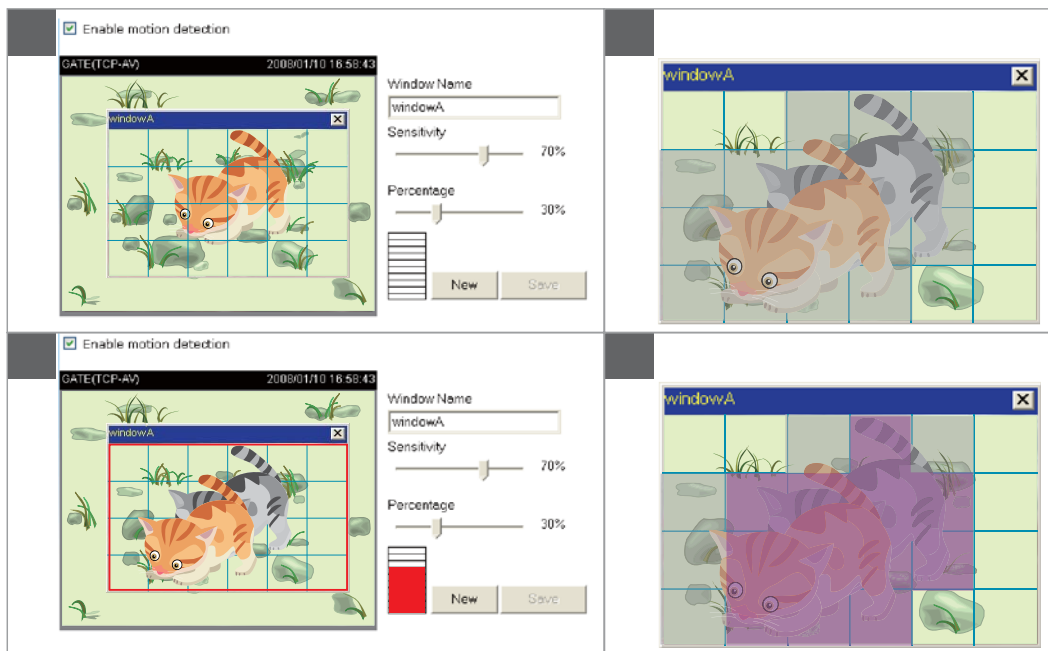 Enable motion detection
GATE(TCP-AV) 2008/01/10 16:58:43
windowA
Window Name
windowA
Sensitivity
70%
Percentage
30%
New Save
windowA
Enable motion detection
GATE(TCP-AV) 2008/01/10 16:58:43
windowA
Window Name
windowA
Sensitivity
70%
Percentage
30%
New Save
windowA